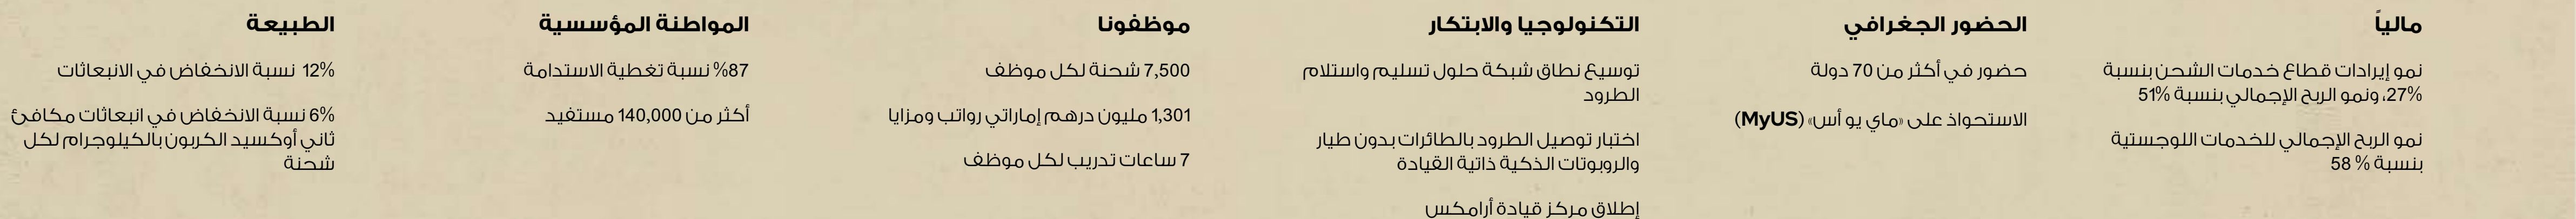 مالياً
نمو إيرادات قطاع خدمات الشحن بنسبة
27%، ونمو الربح الإجمالي بنسبة 51%
نمو الربح الإجمالي للخدمات اللوجستية
بنسبة % 58
الحضور الجغرافي
حضور في أكثر من 70 دولة
الاستحواذ على «ماي يو أس» (MyUS)
التكنولوجيا والابتكار
توسيع نطاق شبكة حلول تسليم واستلام
الطرود
اختبار توصيل الطرود بالطائرات بدون طيار
والروبوتات الذكية ذاتية القيادة
إطلاق مركز قيادة أرامكس
موظفونا
7,500 شحنة لكل موظف
1,301 مليون درهم إماراتي رواتب ومزايا
7 ساعات تدريب لكل موظف
المواطنة المؤسسية
87% نسبة تغطية الاستدامة
أكثر من 140,000 مستفيد
الطبيعة
12% نسبة الانخفاض في الانبعاثات
6% نسبة الانخفاض في انبعاثات مكافئ
ثاني أوكسيد الكربون بالكيلوجرام لكل
شحنة